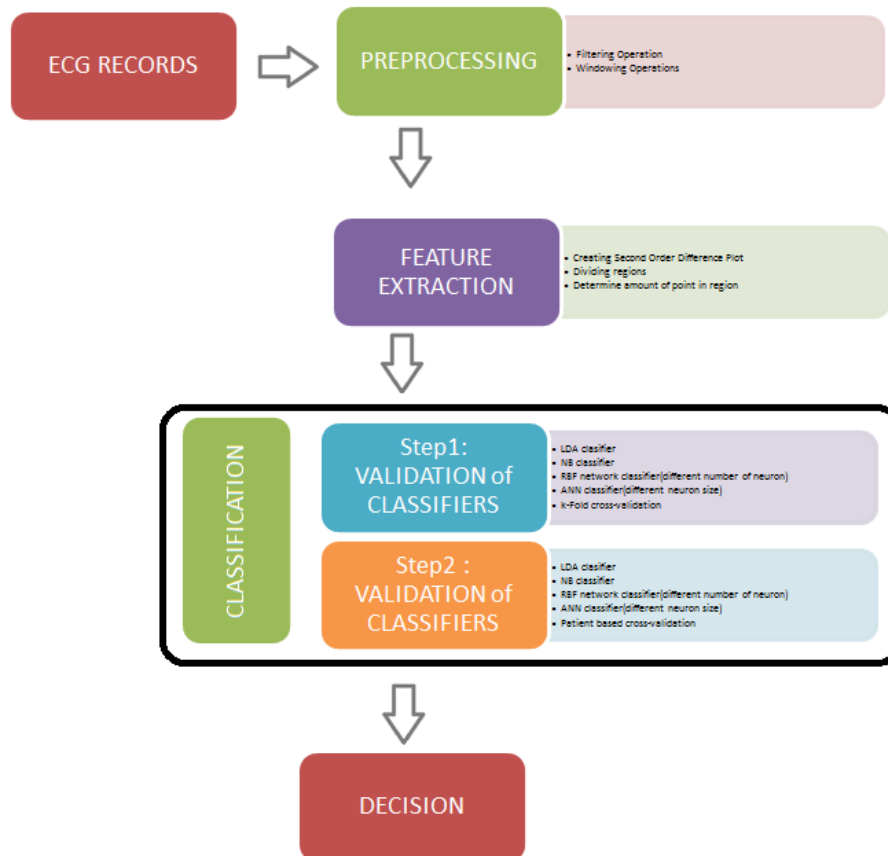 ECG RECORDS
PREPROCESSING
• Filtering Operation
• Windowing Operations
FEATURE
EXTRACTION
• Creating Second Order Difference Plot
• Dividing regions
• Determine amount of point in region
CLASSIFICATION
Step1:
VALIDATION of
CLASSIFIERS
• LDA clasifier
• NB classifier
• RBF network classifier(different number of neuron)
• ANN classifier(different neuron size)
• k-Fold cross-validation
Step2 :
VALIDATION of
CLASSIFIERS
• LDA clasifier
• NB classifier
• RBF network classifier(different number of neuron)
• ANN classifier(different neuron size)
• Patient based cross-validation
DECISION